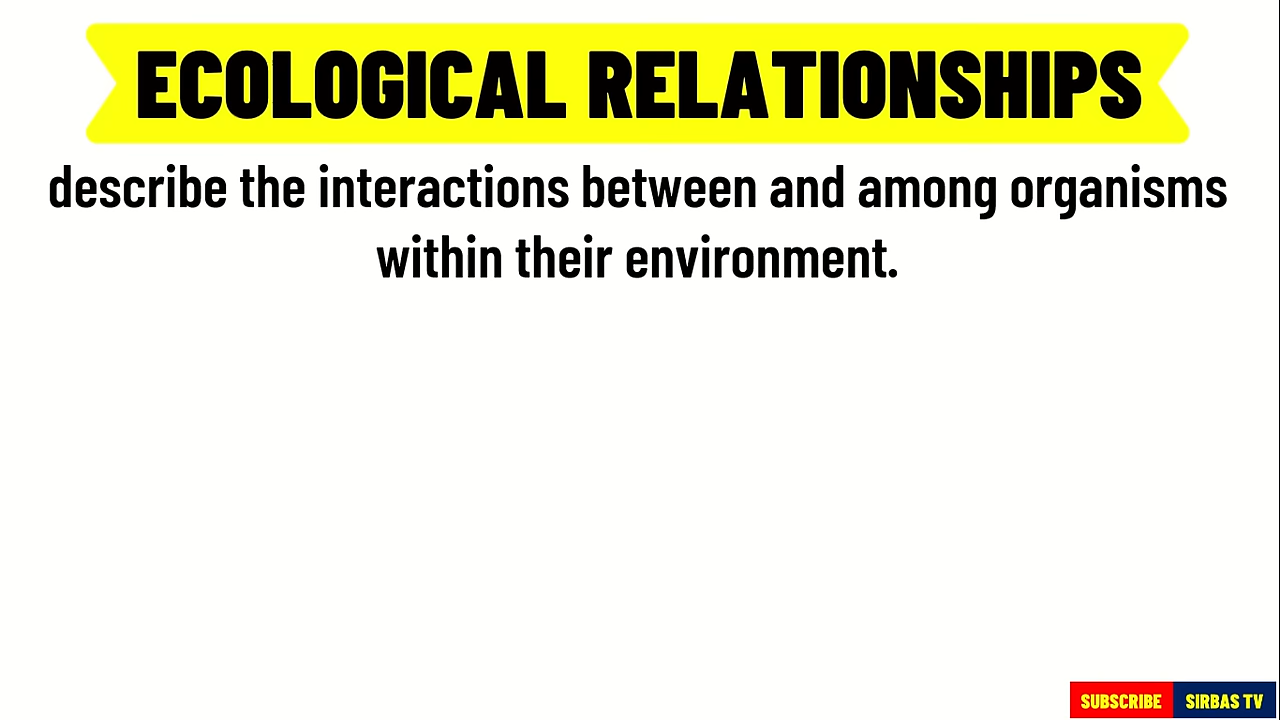 ECOLOGICAL RELATIONSHIPS
describe the interactions between and among organisms
within their environment.
SUBSCRIBE SIRBAS TV